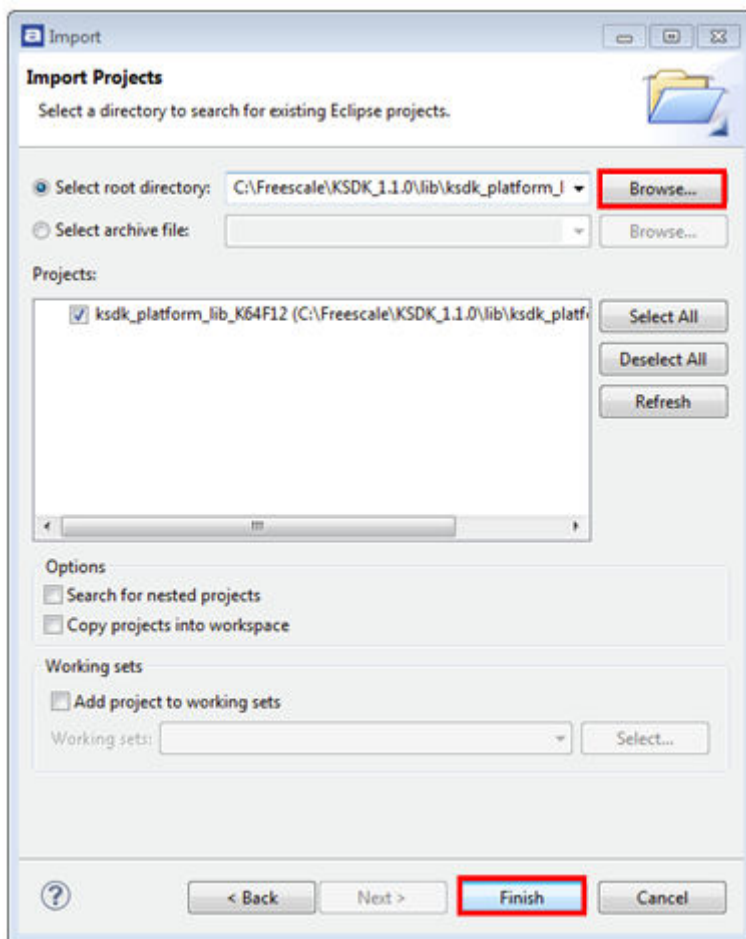 Import
Import Projects
Select a directory to search for existing Eclipse projects.
Select root directory: C:\Freescale\KSDK_1.1.0\lib\ksdk_platform_l Browse...
Select archive file: Browse...
Projects:
ksdk_platform_lib_K64F12 (C:\Freescale\KSDK_1.1.0\lib\ksdk_platf
Select All
Deselect All
Refresh
Options
Search for nested projects
Copy projects into workspace
Working sets
Add project to working sets
Working sets: Select...
< Back Next > Finish Cancel